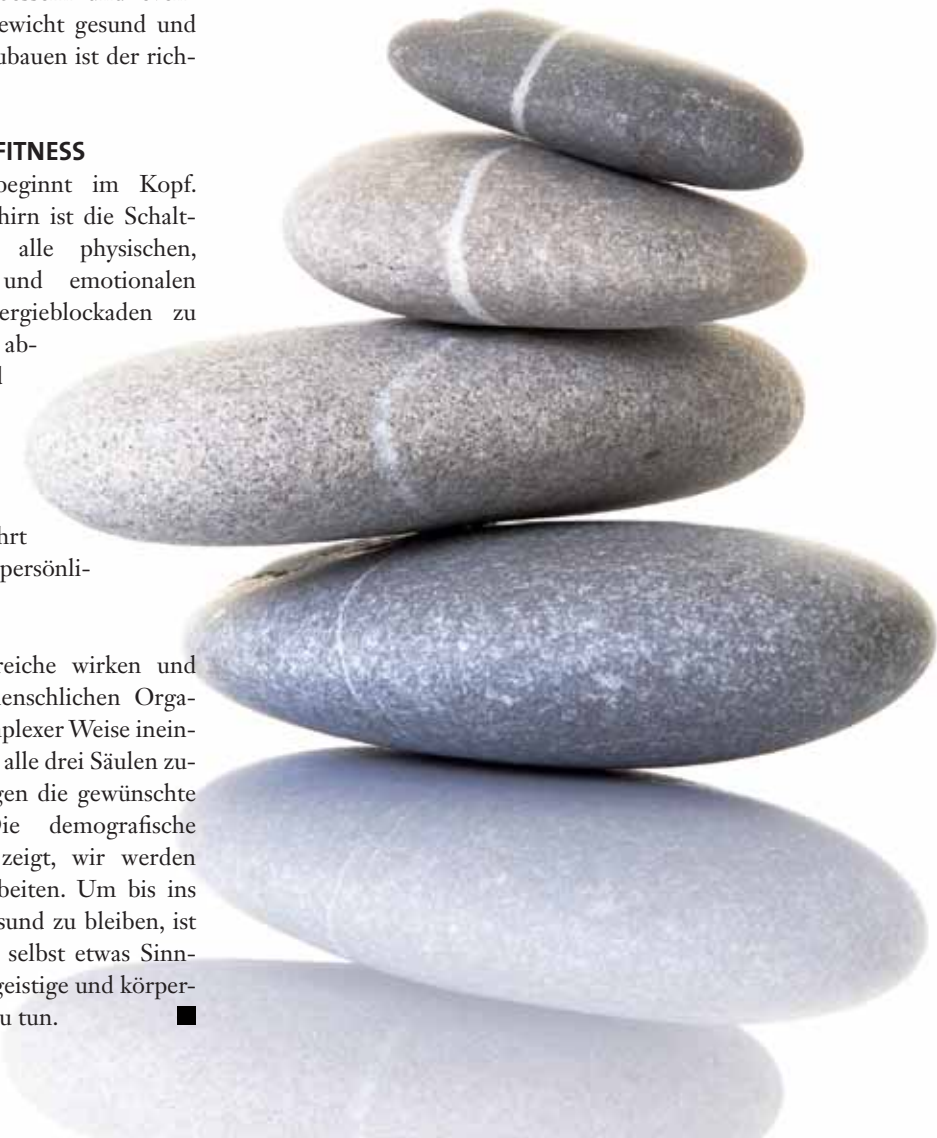 ewicht gesund und
ubauen ist der rich-
FITNESS
beginnt im Kopf.
hirn ist die Schalt-
alle physischen,
und emotionalen
ergieblockaden zu
ab-
hrt
persönli-
reiche wirken und
enschlichen Orga-
plexer Weise inein-
alle drei Säulen zu-
gen die gewünschte
ie demografische
zeigt, wir werden
beiten. Um bis ins
sund zu bleiben, ist
selbst etwas Sinn-
geistige und körper-
u tun.